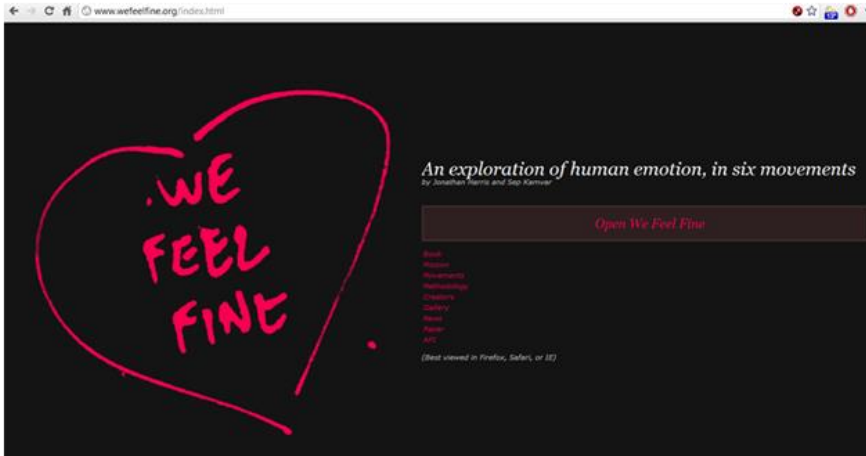 www.wefeelfine.org/index.html
.WE
FEEL
FINE
An exploration of human emotion, in six movements
by Jonathan Harris and Sep Kamvar
Open We Feel Fine
Book
Mission
Movements
Methodology
Creators
Gallery
News
Paper
API
(Best viewed in Firefox, Safari, or IE)